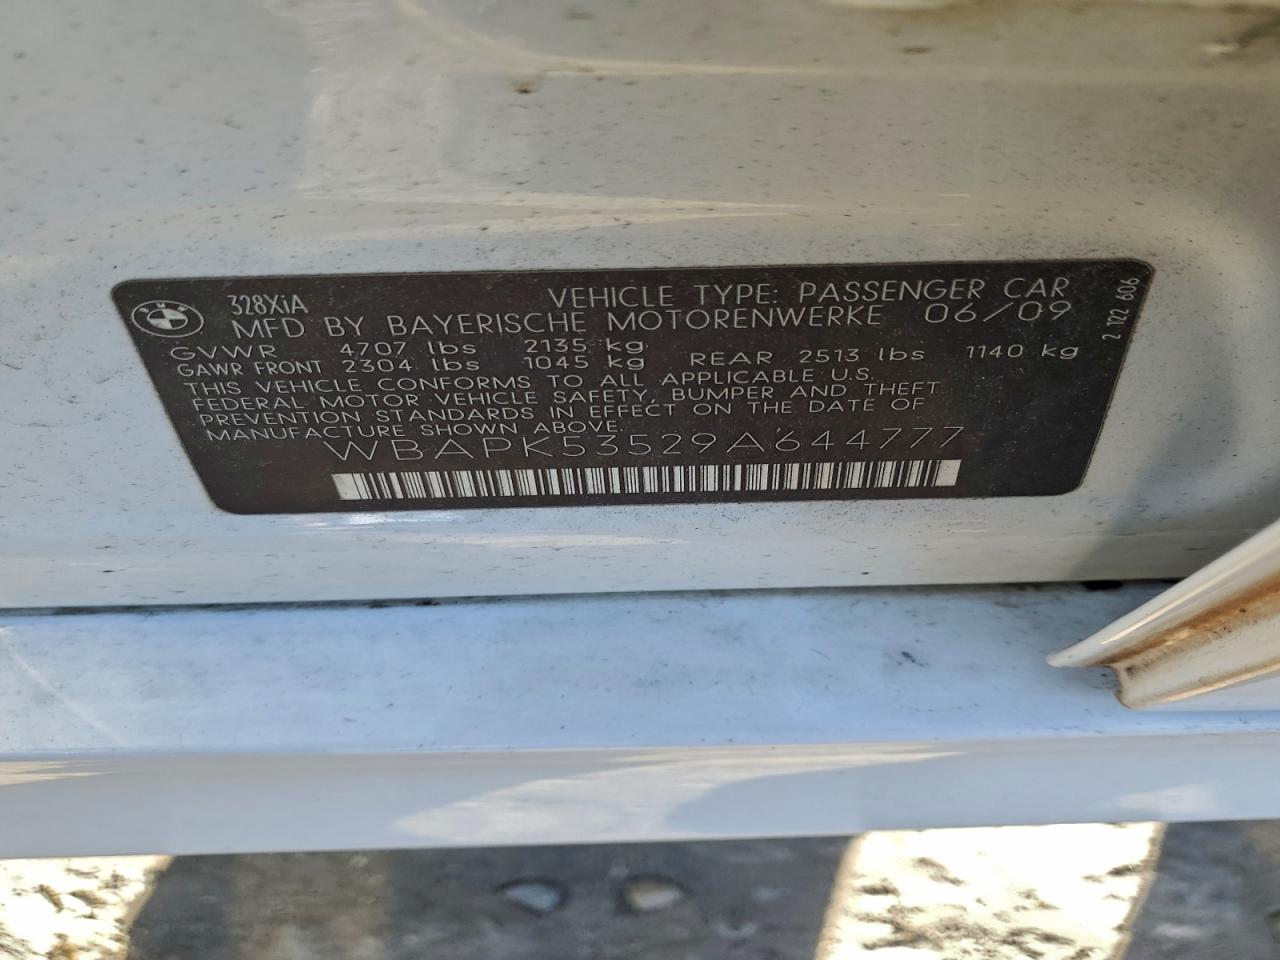 328XiA VEHICLE TYPE: PASSENGER CAR
MFD BY BAYERISCHE MOTORENWERKE 06/09
GVWR 4707 lbs 2135 kg
GAWR FRONT 2304 lbs 1045 kg REAR 2513 lbs 1140 kg
THIS VEHICLE CONFORMS TO ALL APPLICABLE U.S.
FEDERAL MOTOR VEHICLE SAFETY, BUMPER AND THEFT
PREVENTION STANDARDS IN EFFECT ON THE DATE OF
MANUFACTURE SHOWN ABOVE.
WBAPK53529A644777
2 122 606